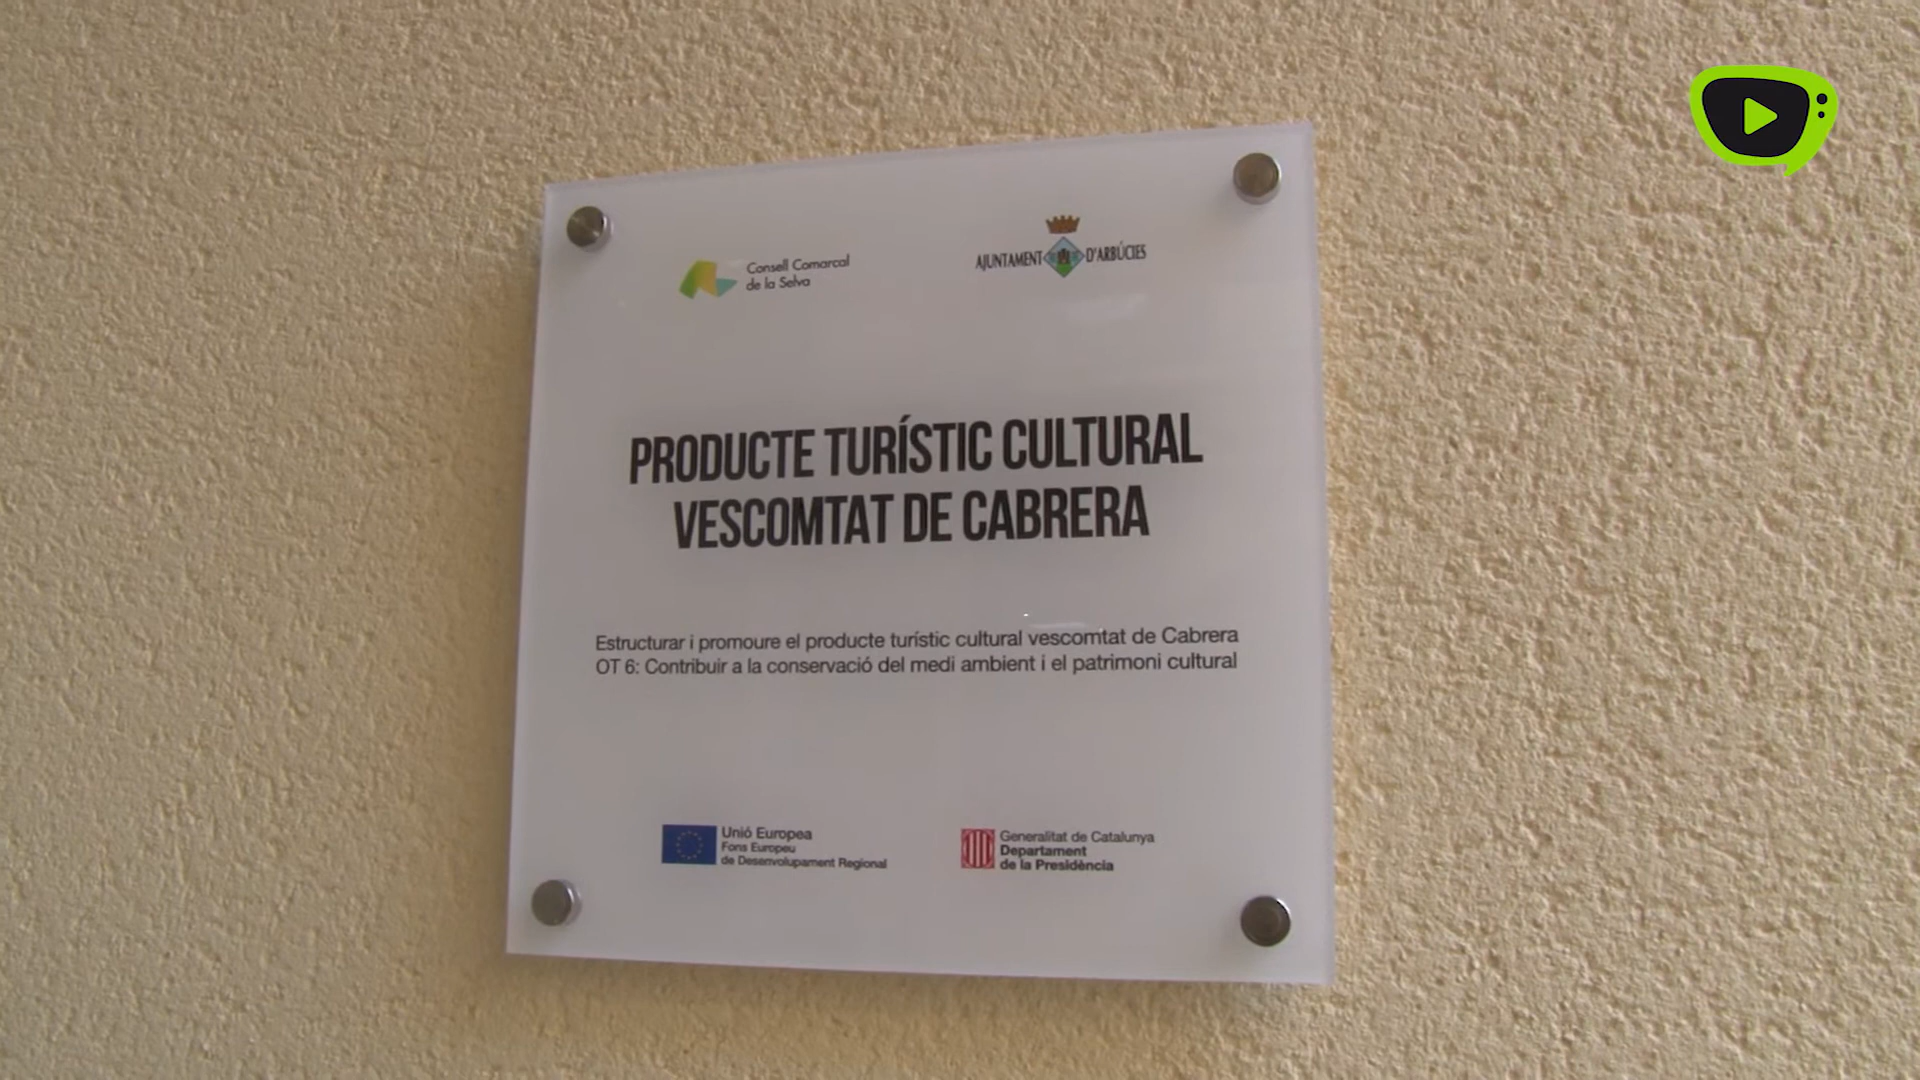 Consell Comarcal
de la Selva
AJUNTAMENT D'ARBÚCIES
PRODUCTE TURÍSTIC CULTURAL
VESCOMTAT DE CABRERA
Estructurar i promoure el producte turístic cultural vescomtat de Cabrera
OT 6: Contribuir a la conservació del medi ambient i el patrimoni cultural
Unió Europea
Fons Europeu
de Desenvolupament Regional
Generalitat de Catalunya
Departament
de la Presidència